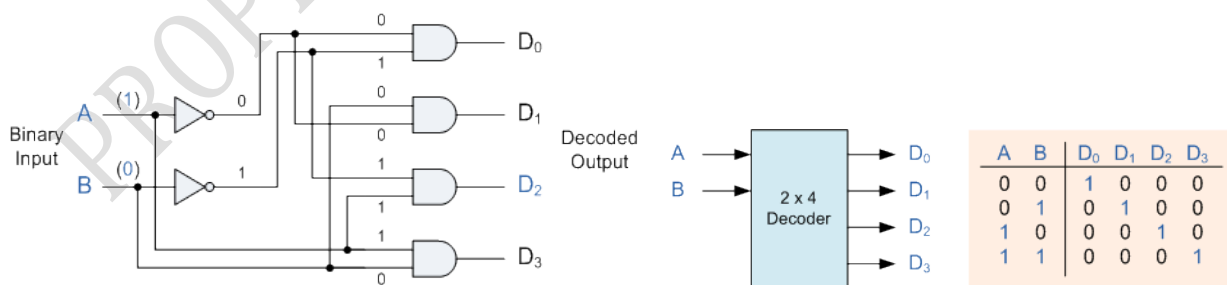 PROP
Binary
Input
A (1)
B (0)
0
1
0
1
0
0
1
1
1
0
D0
D1
D2
D3
Decoded
Output
A
B
2 x 4
Decoder
D0
D1
D2
D3
A B D0 D1 D2 D3
0 0 1 0 0 0
0 1 0 1 0 0
1 0 0 0 1 0
1 1 0 0 0 1